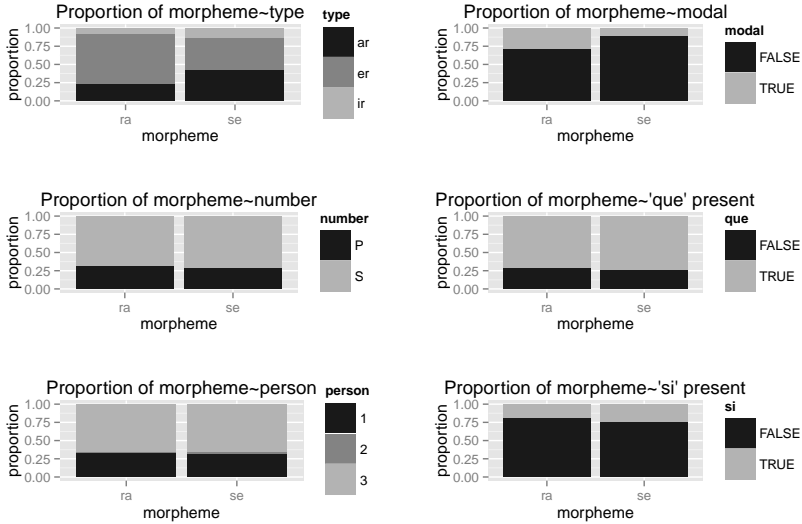 Proportion of morpheme~type
proportion
1.00
0.75
0.50
0.25
0.00
ra se
morpheme
type
ar
er
ir
Proportion of morpheme~modal
proportion
1.00
0.75
0.50
0.25
0.00
ra se
morpheme
modal
FALSE
TRUE
Proportion of morpheme~number
proportion
1.00
0.75
0.50
0.25
0.00
ra se
morpheme
number
P
S
Proportion of morpheme~'que' present
proportion
1.00
0.75
0.50
0.25
0.00
ra se
morpheme
que
FALSE
TRUE
Proportion of morpheme~person
proportion
1.00
0.75
0.50
0.25
0.00
ra se
morpheme
person
1
2
3
Proportion of morpheme~'si' present
proportion
1.00
0.75
0.50
0.25
0.00
ra se
morpheme
si
FALSE
TRUE